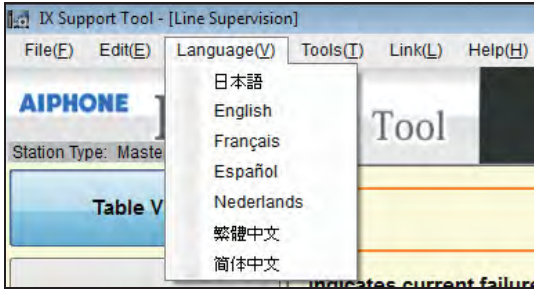 IX Support Tool - [Line Supervision]
File(F) Edit(E) Language(V) Tools(T) Link(L) Help(H)
日本語
AIPHONE
English
Tool
Français
Station Type: Maste
Español
Table V
Nederlands
繁體中文
简体中文
indicates current failure